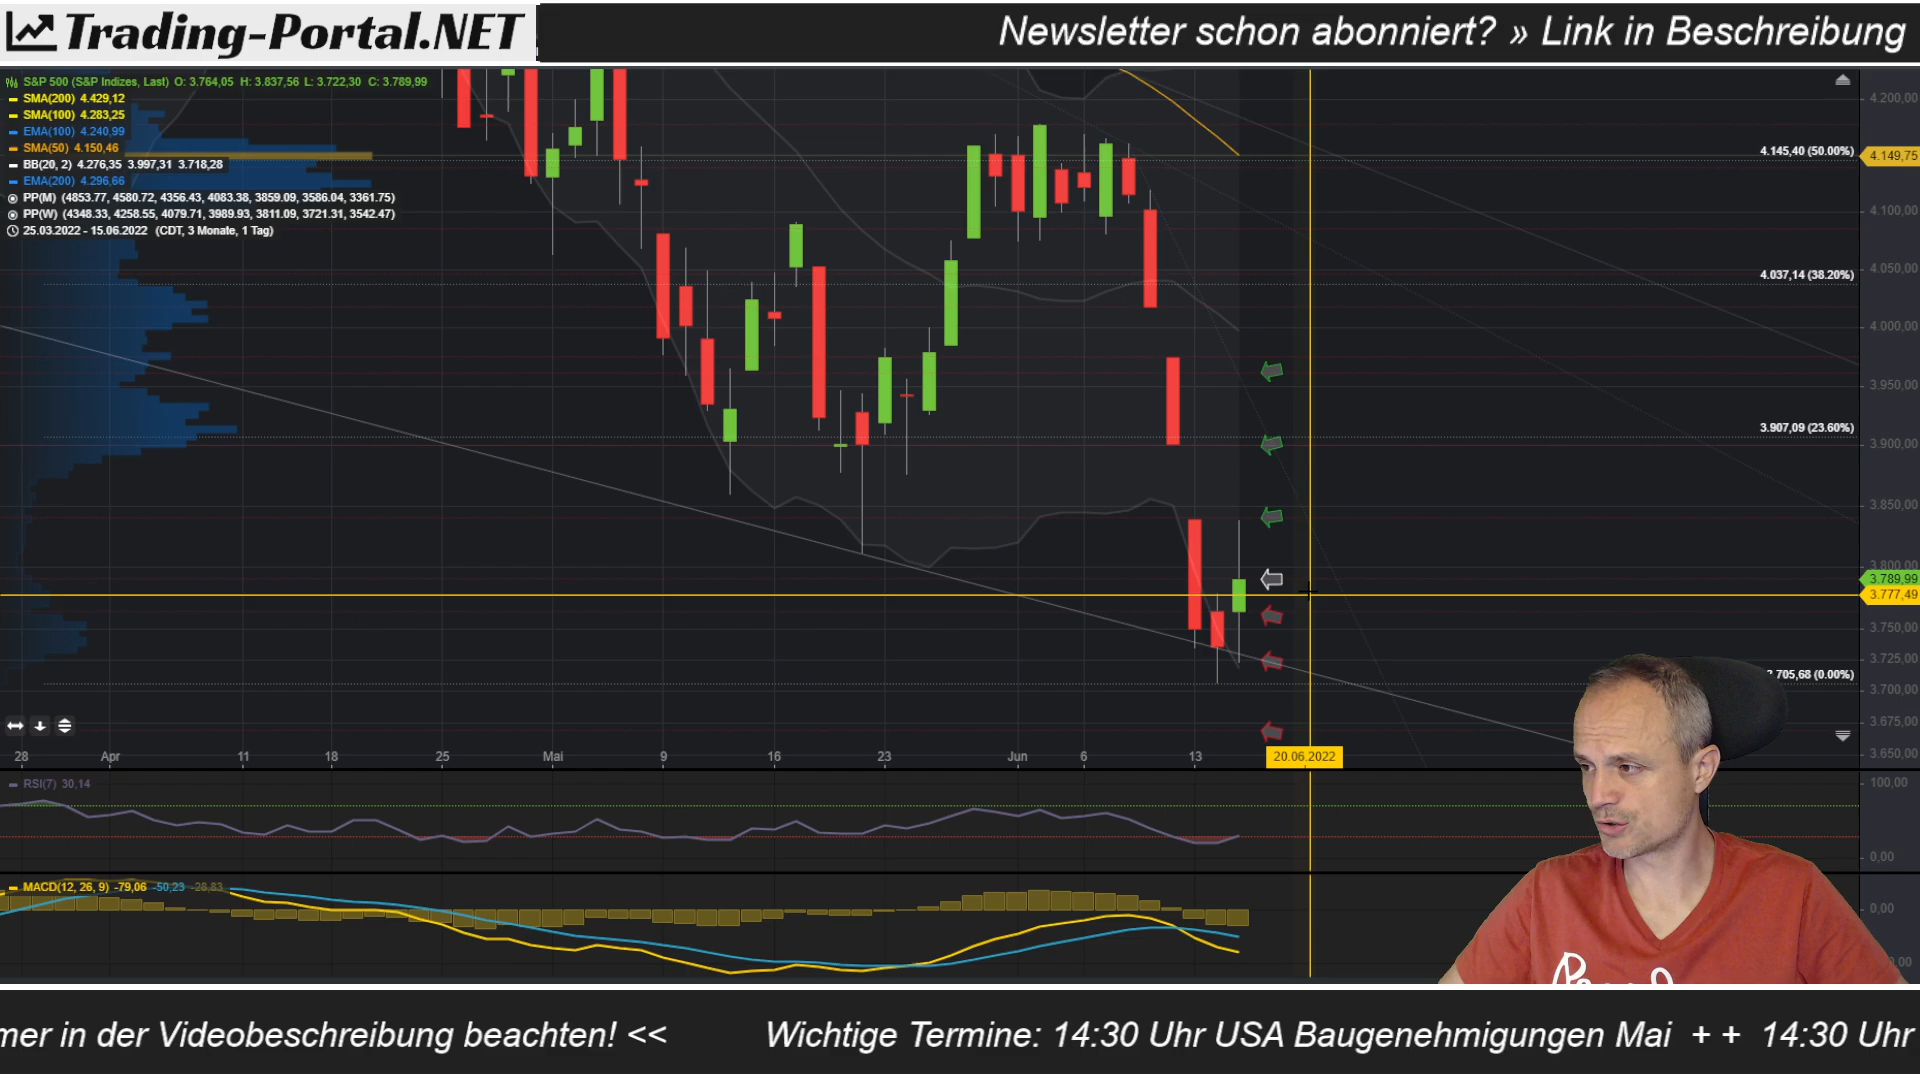 Trading-Portal.NET
Newsletter schon abonniert? » Link in Beschreibung
S&P 500 (S&P Indizes, Last) O: 3.764,05 H: 3.837,56 L: 3.722,30 C: 3.789,99
SMA(200) 4.429,12
SMA(100) 4.283,25
EMA(100) 4.240,99
SMA(50) 4.150,46
BB(20, 2) 4.276,35 3.997,31 3.718,28
EMA(200) 4.296,66
PP(M) (4853.77, 4580.72, 4356.43, 4083.38, 3859.09, 3586.04, 3361.75)
PP(W) (4348.33, 4258.55, 4079.71, 3989.93, 3811.09, 3721.31, 3542.47)
25.03.2022 - 15.06.2022 (CDT, 3 Monate, 1 Tag)
4.200,00
4.145,40 (50.00%)
4.149,75
4.100,00
4.050,00
4.037,14 (38.20%)
4.000,00
3.950,00
3.907,09 (23.60%)
3.900,00
3.850,00
3.800,00
3.789,99
3.777,49
3.750,00
3.725,00
705,68 (0.00%)
3.700,00
3.675,00
3.650,00
28 Apr 11 18 25 Mai 9 16 23 Jun 6 13 20.06.2022
RSI(7) 30,14
100,00
0,00
MACD(12, 26, 9) -79,06 -50,23 -28,83
0,00
mer in der Videobeschreibung beachten! << Wichtige Termine: 14:30 Uhr USA Baugenehmigungen Mai + + 14:30 Uhr